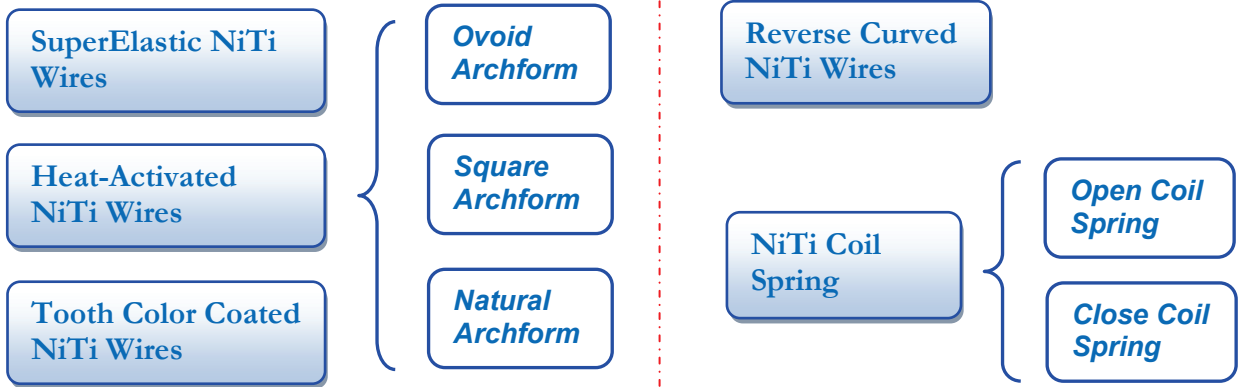 SuperElastic NiTi
Wires
Heat-Activated
NiTi Wires
Tooth Color Coated
NiTi Wires
Ovoid
Archform
Square
Archform
Natural
Archform
Reverse Curved
NiTi Wires
NiTi Coil
Spring
Open Coil
Spring
Close Coil
Spring